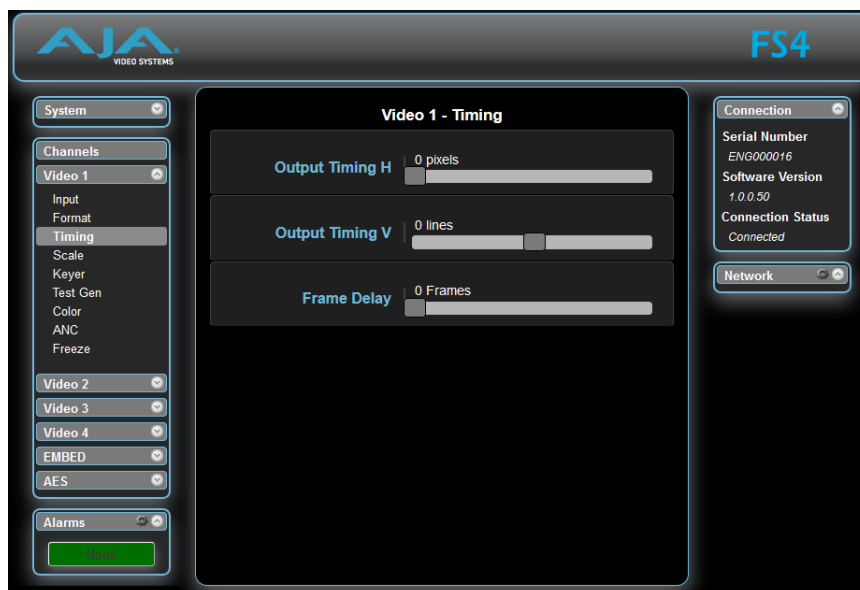 AJA
VIDEO SYSTEMS
FS4
System
Channels
Video 1
Input
Format
Timing
Scale
Keyer
Test Gen
Color
ANC
Freeze
Video 2
Video 3
Video 4
EMBED
AES
Alarms
None
Video 1 - Timing
Output Timing H
0 pixels
Output Timing V
0 lines
Frame Delay
0 Frames
Connection
Serial Number
ENG000016
Software Version
1.0.0.50
Connection Status
Connected
Network